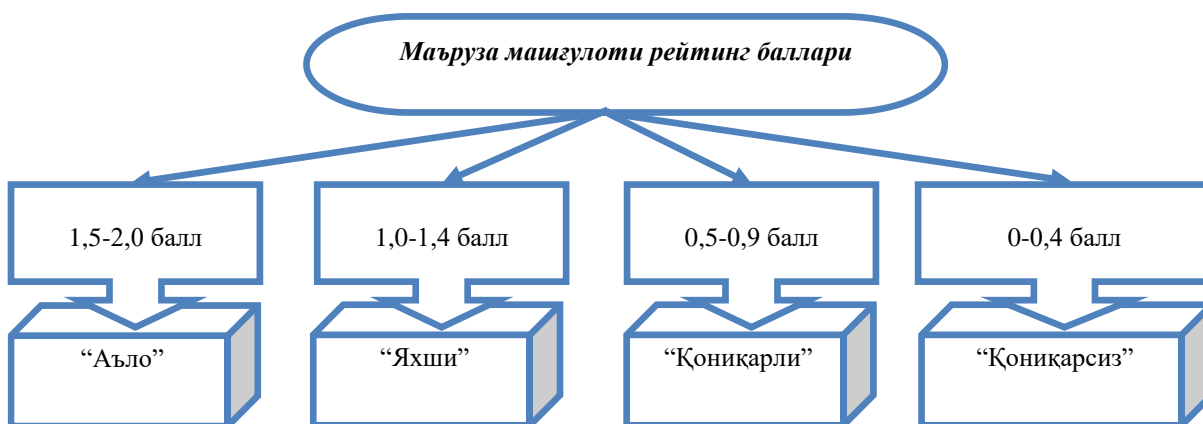 Маъруза машғулоти рейтинг баллари
1,5-2,0 балл
1,0-1,4 балл
0,5-0,9 балл
0-0,4 балл
“Аъло”
“Яхши”
“Қониқарли”
“Қониқарсиз”